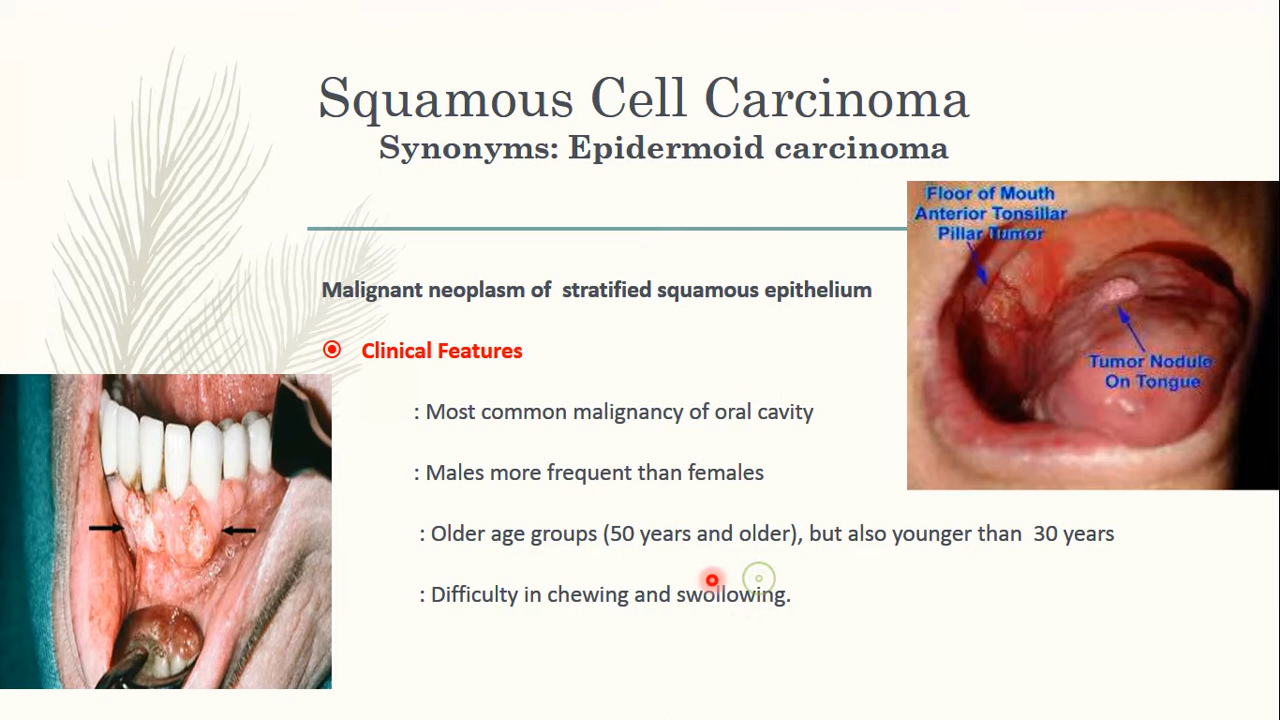 Squamous Cell Carcinoma
Synonyms: Epidermoid carcinoma
Floor of Mouth
Anterior Tonsillar
Pillar Tumor
Malignant neoplasm of stratified squamous epithelium
Clinical Features
Tumor Nodule
On Tongue
: Most common malignancy of oral cavity
: Males more frequent than females
: Older age groups (50 years and older), but also younger than 30 years
: Difficulty in chewing and swollowing.